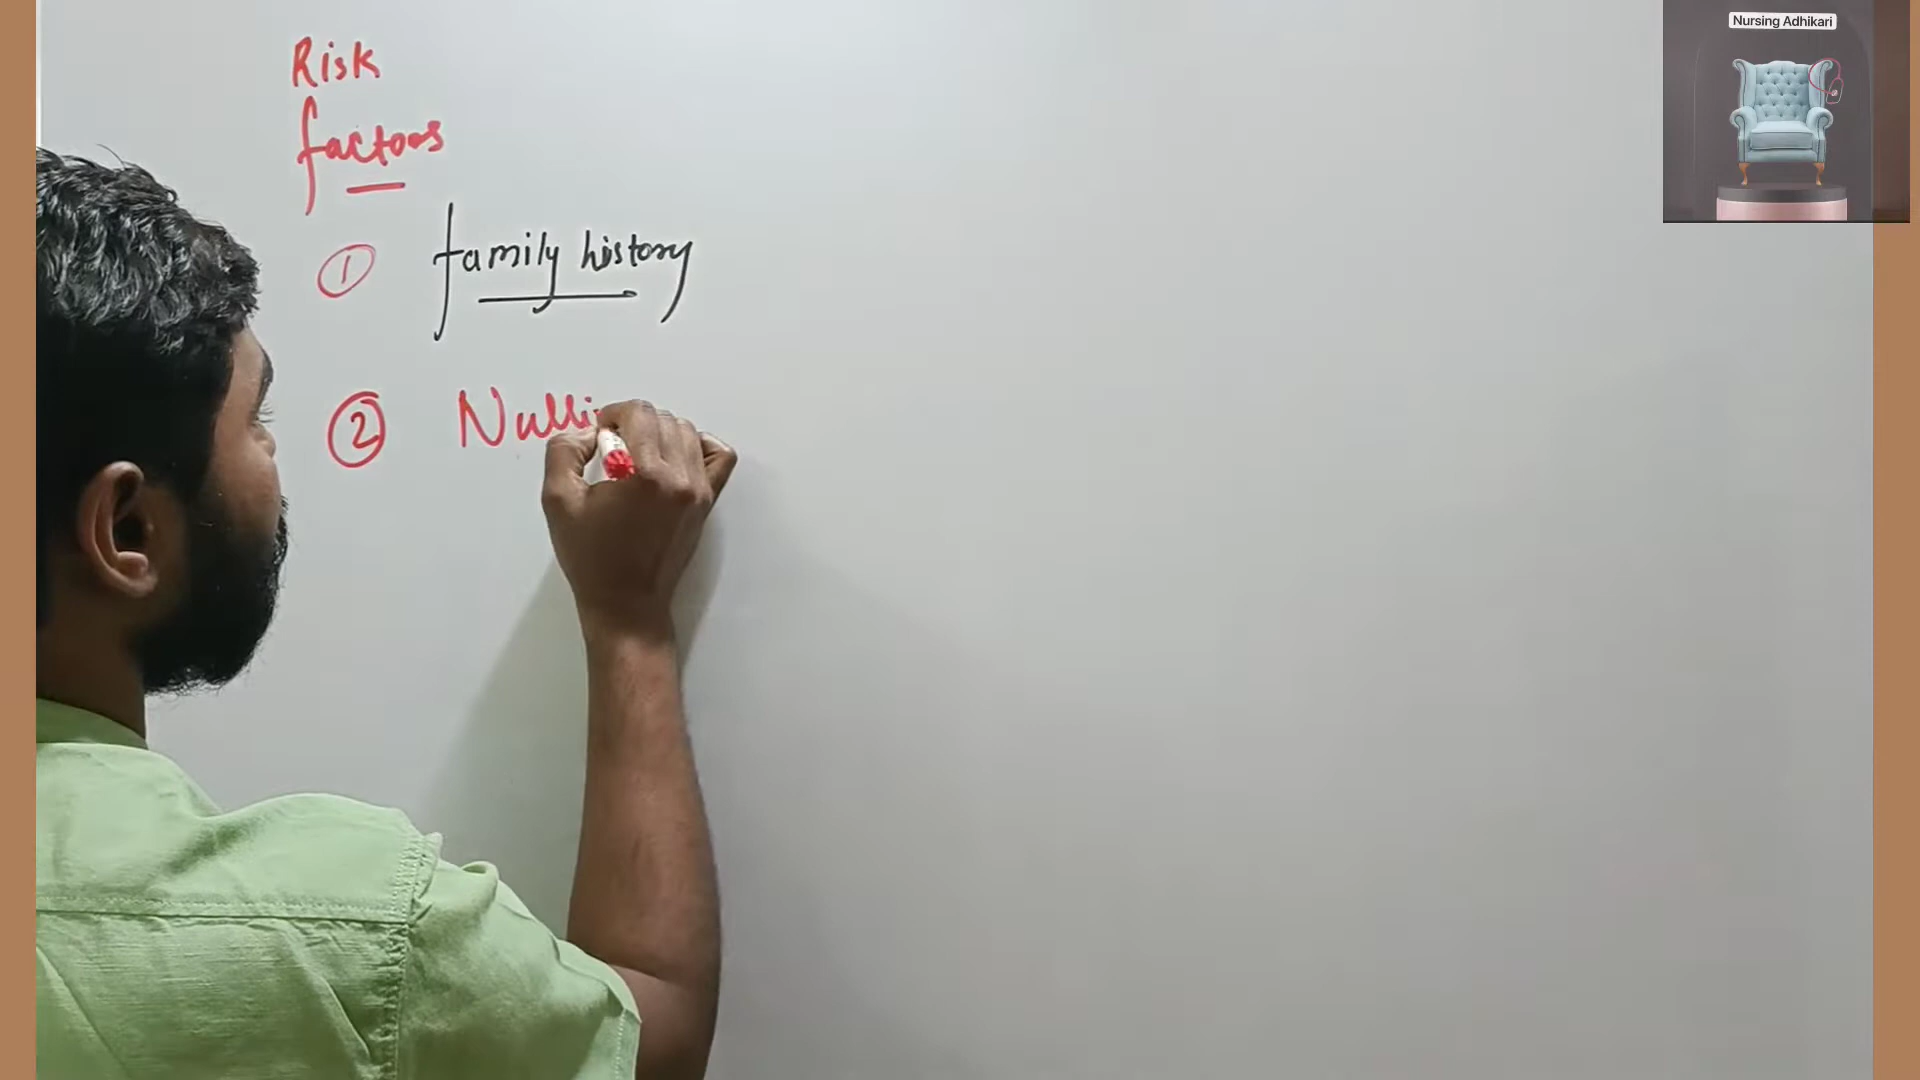 Nursing Adhikari
Risk
factors
① family history
② Nulli